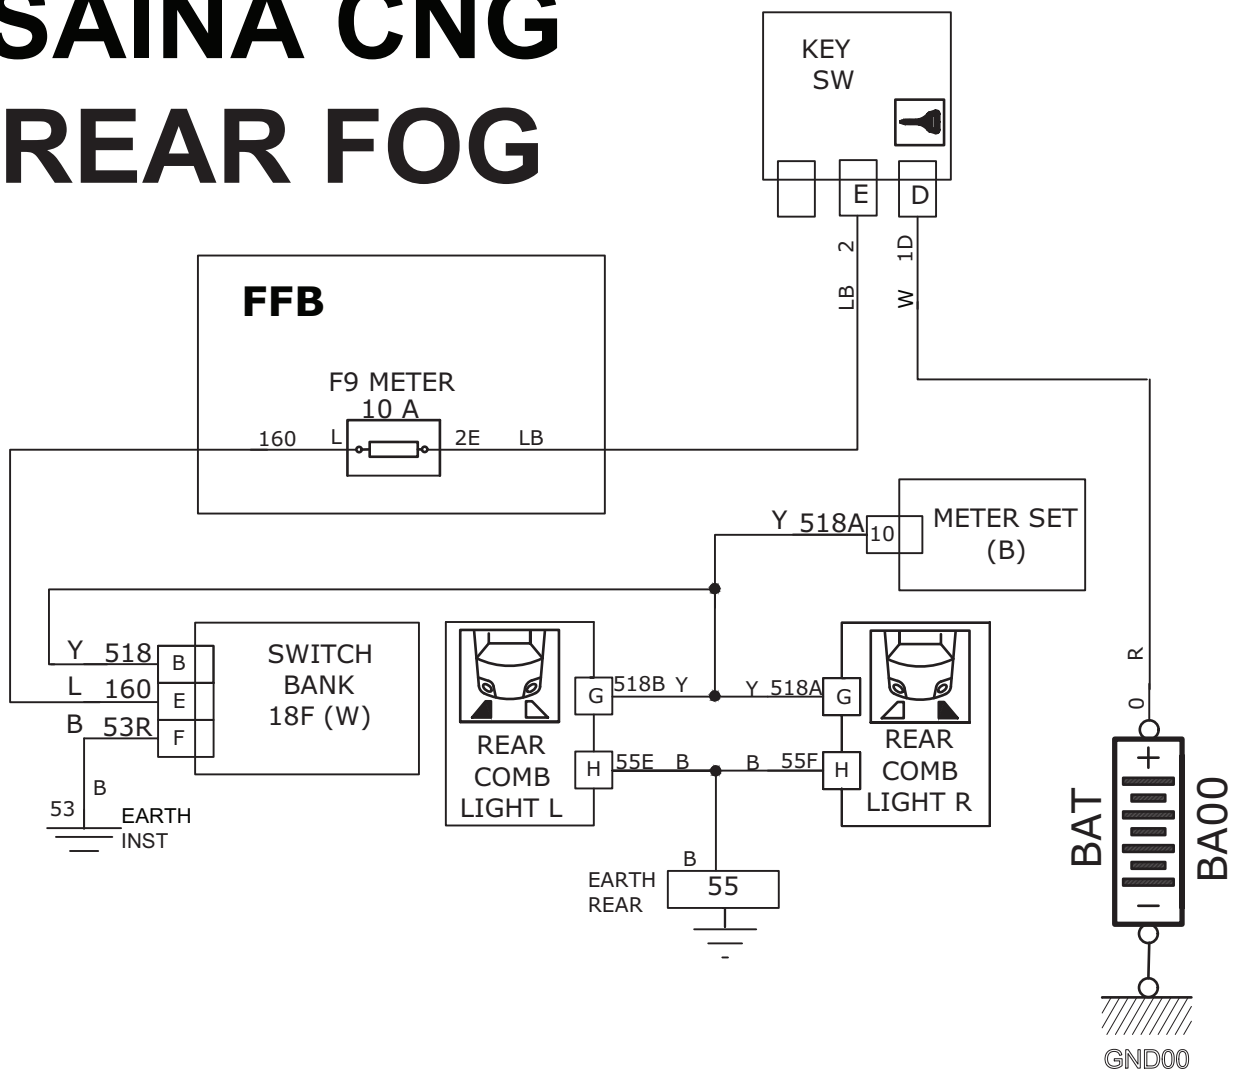 SAINA CNG
REAR FOG
KEY
SW
E
D
2
1D
LB
W
FFB
F9 METER
10 A
160
L
2E
LB
Y
518A
10
METER SET
(B)
Y
518
B
L
160
E
B
53R
F
SWITCH
BANK
18F (W)
B
53
EARTH
INST
REAR
COMB
LIGHT L
G
518B
Y
Y
518A
G
H
55E
B
B
55F
H
REAR
COMB
LIGHT R
B
EARTH
REAR
55
R
0
+
BAT
BA00
−
GND00